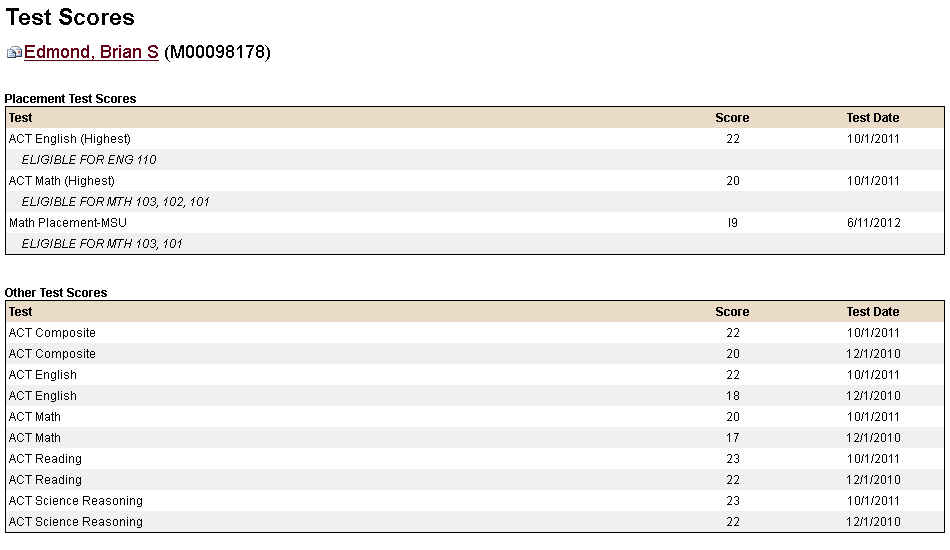 Test Scores
Edmond, Brian S (M00098178)
Placement Test Scores
Test Score Test Date
ACT English (Highest) 22 10/1/2011
ELIGIBLE FOR ENG 110
ACT Math (Highest) 20 10/1/2011
ELIGIBLE FOR MTH 103, 102, 101
Math Placement-MSU I9 6/11/2012
ELIGIBLE FOR MTH 103, 101
Other Test Scores
Test Score Test Date
ACT Composite 22 10/1/2011
ACT Composite 20 12/1/2010
ACT English 22 10/1/2011
ACT English 18 12/1/2010
ACT Math 20 10/1/2011
ACT Math 17 12/1/2010
ACT Reading 23 10/1/2011
ACT Reading 22 12/1/2010
ACT Science Reasoning 23 10/1/2011
ACT Science Reasoning 22 12/1/2010